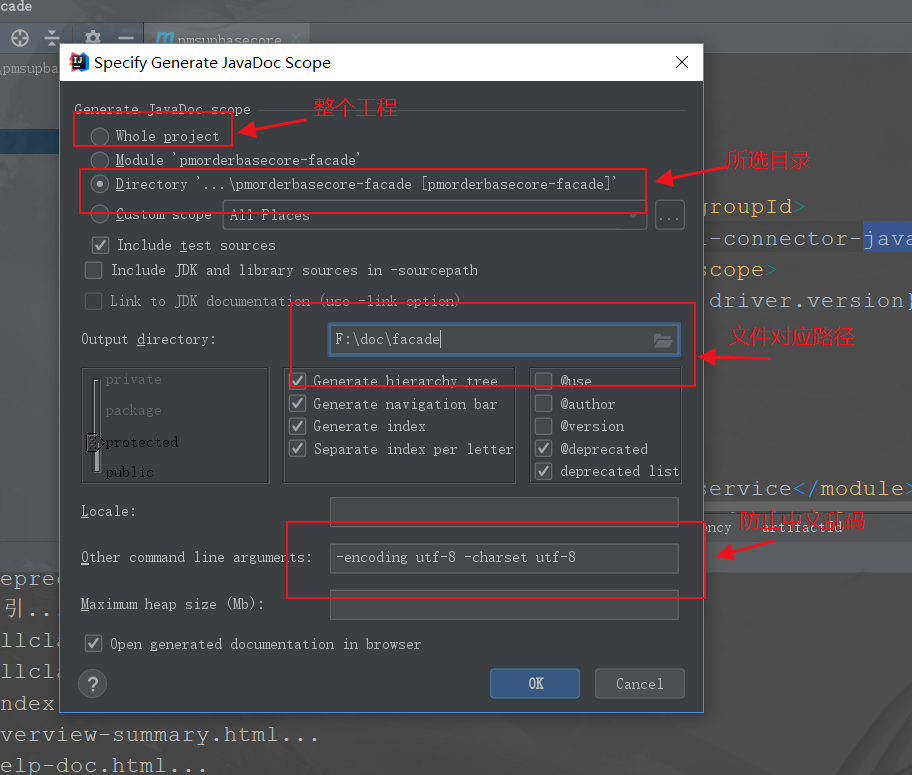 cade
pmsupbasecore
\pmsupba
Specify Generate JavaDoc Scope
Generate JavaDoc scope
整个工程
Whole project
Module 'pmorderbasecore-facade'
所选目录
Directory '...\pmorderbasecore-facade [pmorderbasecore-facade]'
Custom scope
All Places
...
groupId>
-connector-java
Include test sources
Include JDK and library sources in -sourcepath
scope>
Link to JDK documentation (use -link option)
driver.version}
文件对应路径
Output directory:
F:\doc\facade
private
package
protected
public
Generate hierarchy tree
Generate navigation bar
Generate index
Separate index per letter
@use
@author
@version
@deprecated
deprecated list
service</module>
Locale:
防止中文乱码
ency
artifactId
Other command line arguments:
-encoding utf-8 -charset utf-8
Maximum heap size (Mb):
Open generated documentation in browser
?
OK
Cancel
epre
引...
llcla
llcla
ndex
verview-summary.html...
elp-doc.html...